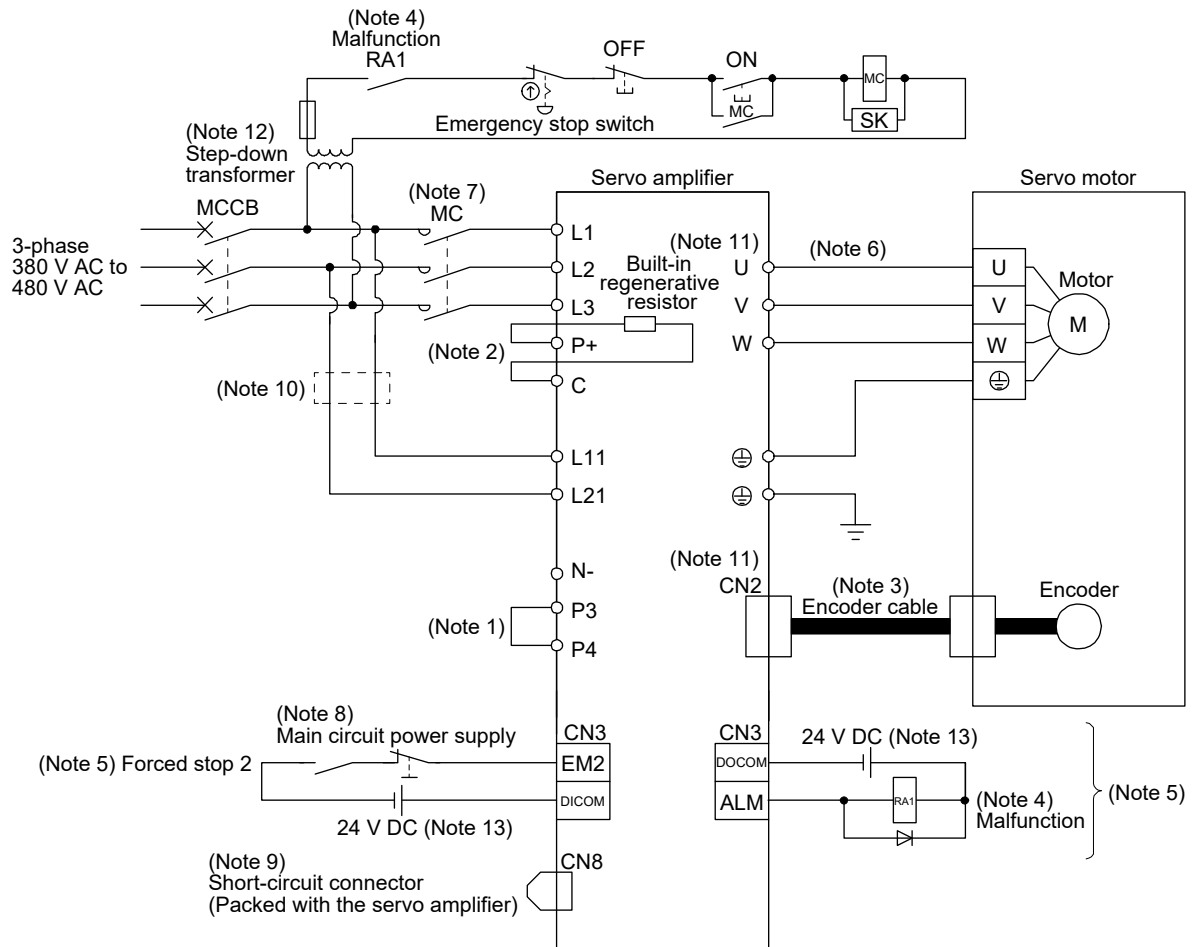 (Note 4)
Malfunction
RA1
OFF
ON
MC
MC
SK
Emergency stop switch
(Note 12)
Step-down
transformer
MCCB
(Note 7)
MC
Servo amplifier
Servo motor
3-phase
380 V AC to
480 V AC
L1
L2
L3
P+
C
(Note 2)
Built-in
regenerative
resistor
(Note 11)
U
V
W
(Note 6)
U
V
W
Motor
M
(Note 10)
L11
L21
N-
(Note 11)
CN2
(Note 3)
Encoder cable
Encoder
(Note 1)
P3
P4
(Note 8)
Main circuit power supply
(Note 5) Forced stop 2
24 V DC (Note 13)
CN3
EM2
DICOM
CN3
DOCOM
ALM
24 V DC (Note 13)
RA1
(Note 4)
Malfunction
(Note 5)
(Note 9)
Short-circuit connector
(Packed with the servo amplifier)
CN8